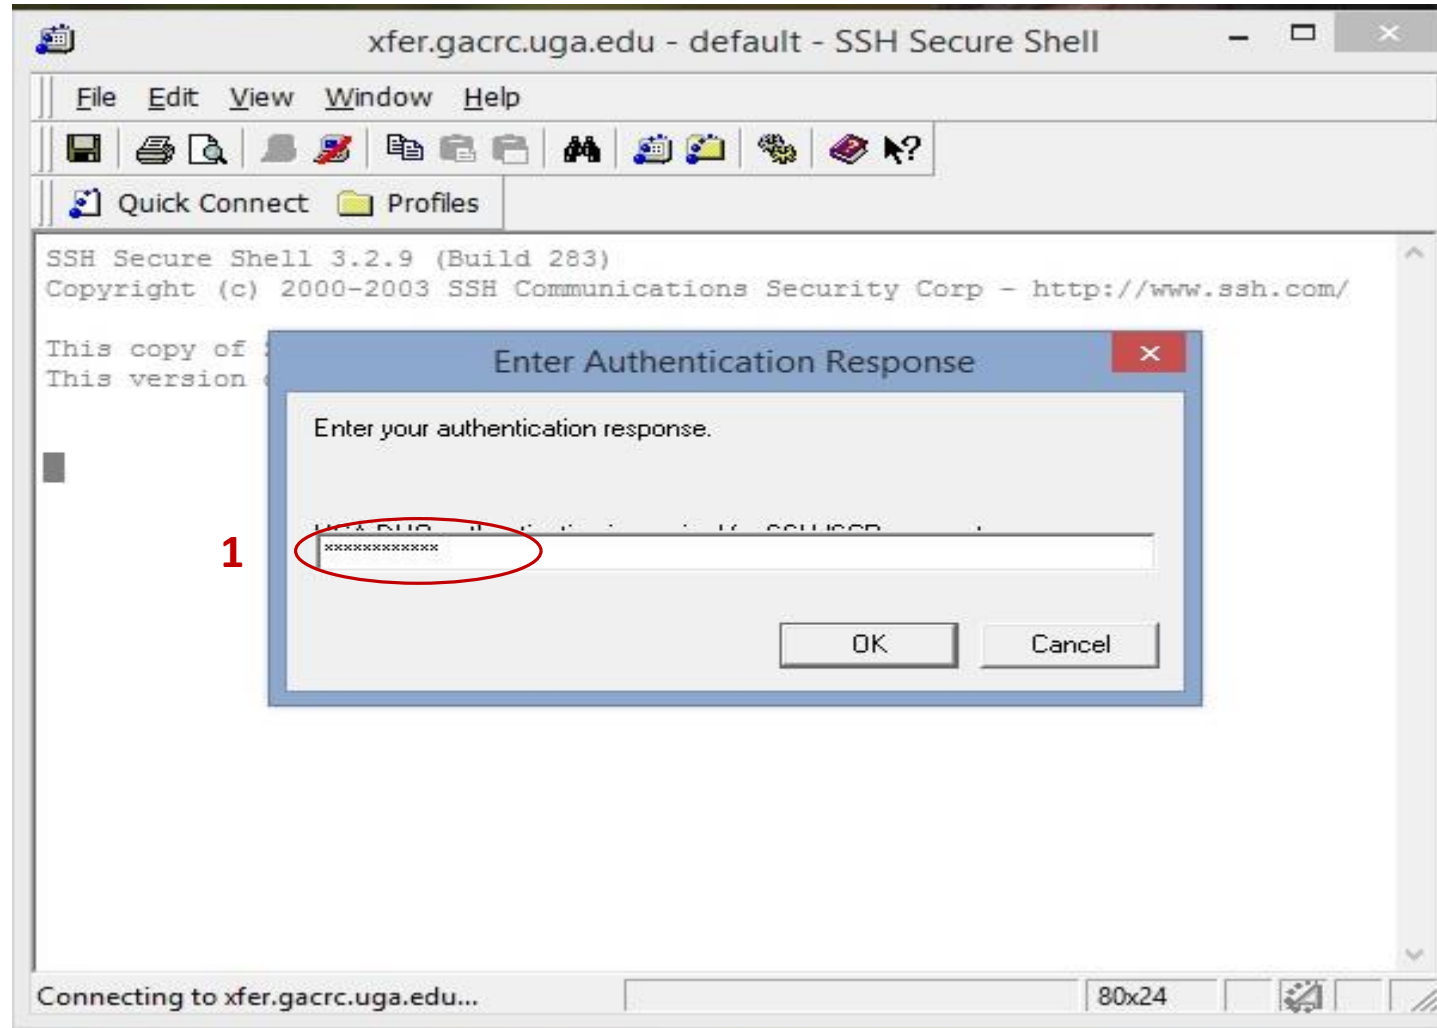 xfer.gacrc.uga.edu - default - SSH Secure Shell
File Edit View Window Help
Quick Connect Profiles
SSH Secure Shell 3.2.9 (Build 283)
Copyright (c) 2000-2003 SSH Communications Security Corp - http://www.ssh.com/
This copy of
This version
Enter Authentication Response
Enter your authentication response.
1
************
OK Cancel
Connecting to xfer.gacrc.uga.edu... 80x24